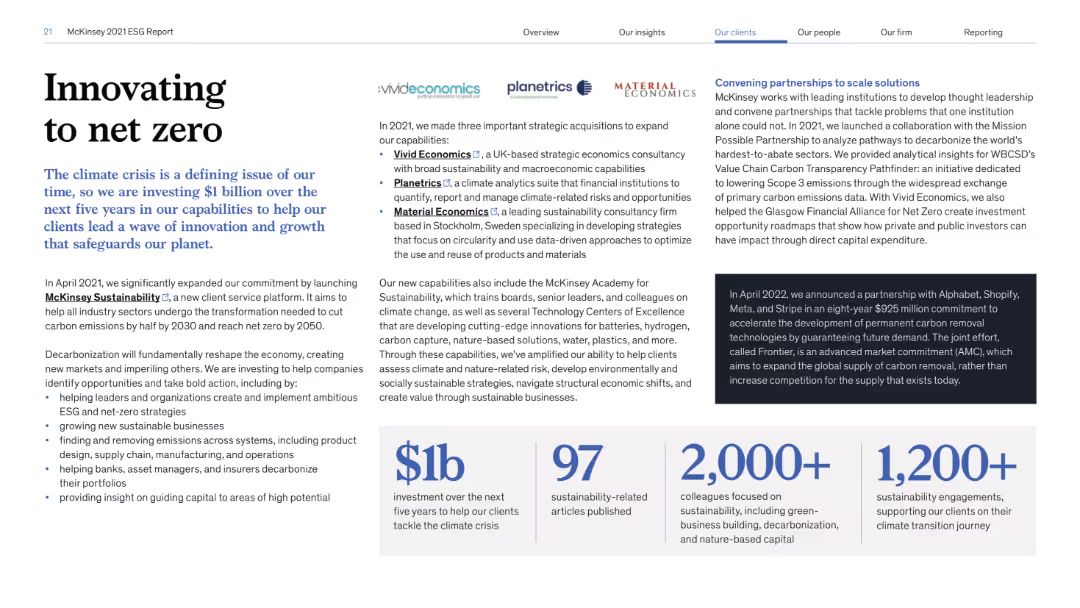 21 McKinsey 2021 ESG Report
Overview
Our insights
Our clients
Our people
Our firm
Reporting
Innovating
to net zero
The climate crisis is a defining issue of our
time, so we are investing $1 billion over the
next five years in our capabilities to help our
clients lead a wave of innovation and growth
that safeguards our planet.
In April 2021, we significantly expanded our commitment by launching
McKinsey Sustainability, a new client service platform. It aims to
help all industry sectors undergo the transformation needed to cut
carbon emissions by half by 2030 and reach net zero by 2050.
Decarbonization will fundamentally reshape the economy, creating
new markets and imperiling others. We are investing to help companies
identify opportunities and take bold action, including by:
• helping leaders and organizations create and implement ambitious
ESG and net-zero strategies
• growing new sustainable businesses
• finding and removing emissions across systems, including product
design, supply chain, manufacturing, and operations
• helping banks, asset managers, and insurers decarbonize
their portfolios
• providing insight on guiding capital to areas of high potential
:vivideconomics
putting economics to good use
planetrics
MATERIAL
ECONOMICS
In 2021, we made three important strategic acquisitions to expand
our capabilities:
• Vivid Economics, a UK-based strategic economics consultancy
with broad sustainability and macroeconomic capabilities
• Planetrics, a climate analytics suite that financial institutions to
quantify, report and manage climate-related risks and opportunities
• Material Economics, a leading sustainability consultancy firm
based in Stockholm, Sweden specializing in developing strategies
that focus on circularity and use data-driven approaches to optimize
the use and reuse of products and materials
Our new capabilities also include the McKinsey Academy for
Sustainability, which trains boards, senior leaders, and colleagues on
climate change, as well as several Technology Centers of Excellence
that are developing cutting-edge innovations for batteries, hydrogen,
carbon capture, nature-based solutions, water, plastics, and more.
Through these capabilities, we've amplified our ability to help clients
assess climate and nature-related risk, develop environmentally and
socially sustainable strategies, navigate structural economic shifts, and
create value through sustainable businesses.
Convening partnerships to scale solutions
McKinsey works with leading institutions to develop thought leadership
and convene partnerships that tackle problems that one institution
alone could not. In 2021, we launched a collaboration with the Mission
Possible Partnership to analyze pathways to decarbonize the world's
hardest-to-abate sectors. We provided analytical insights for WBCSD's
Value Chain Carbon Transparency Pathfinder: an initiative dedicated
to lowering Scope 3 emissions through the widespread exchange
of primary carbon emissions data. With Vivid Economics, we also
helped the Glasgow Financial Alliance for Net Zero create investment
opportunity roadmaps that show how private and public investors can
have impact through direct capital expenditure.
In April 2022, we announced a partnership with Alphabet, Shopify,
Meta, and Stripe in an eight-year $925 million commitment to
accelerate the development of permanent carbon removal
technologies by guaranteeing future demand. The joint effort,
called Frontier, is an advanced market commitment (AMC), which
aims to expand the global supply of carbon removal, rather than
increase competition for the supply that exists today.
$1b
investment over the next
five years to help our clients
tackle the climate crisis
97
sustainability-related
articles published
2,000+
colleagues focused on
sustainability, including green-
business building, decarbonization,
and nature-based capital
1,200+
sustainability engagements,
supporting our clients on their
climate transition journey